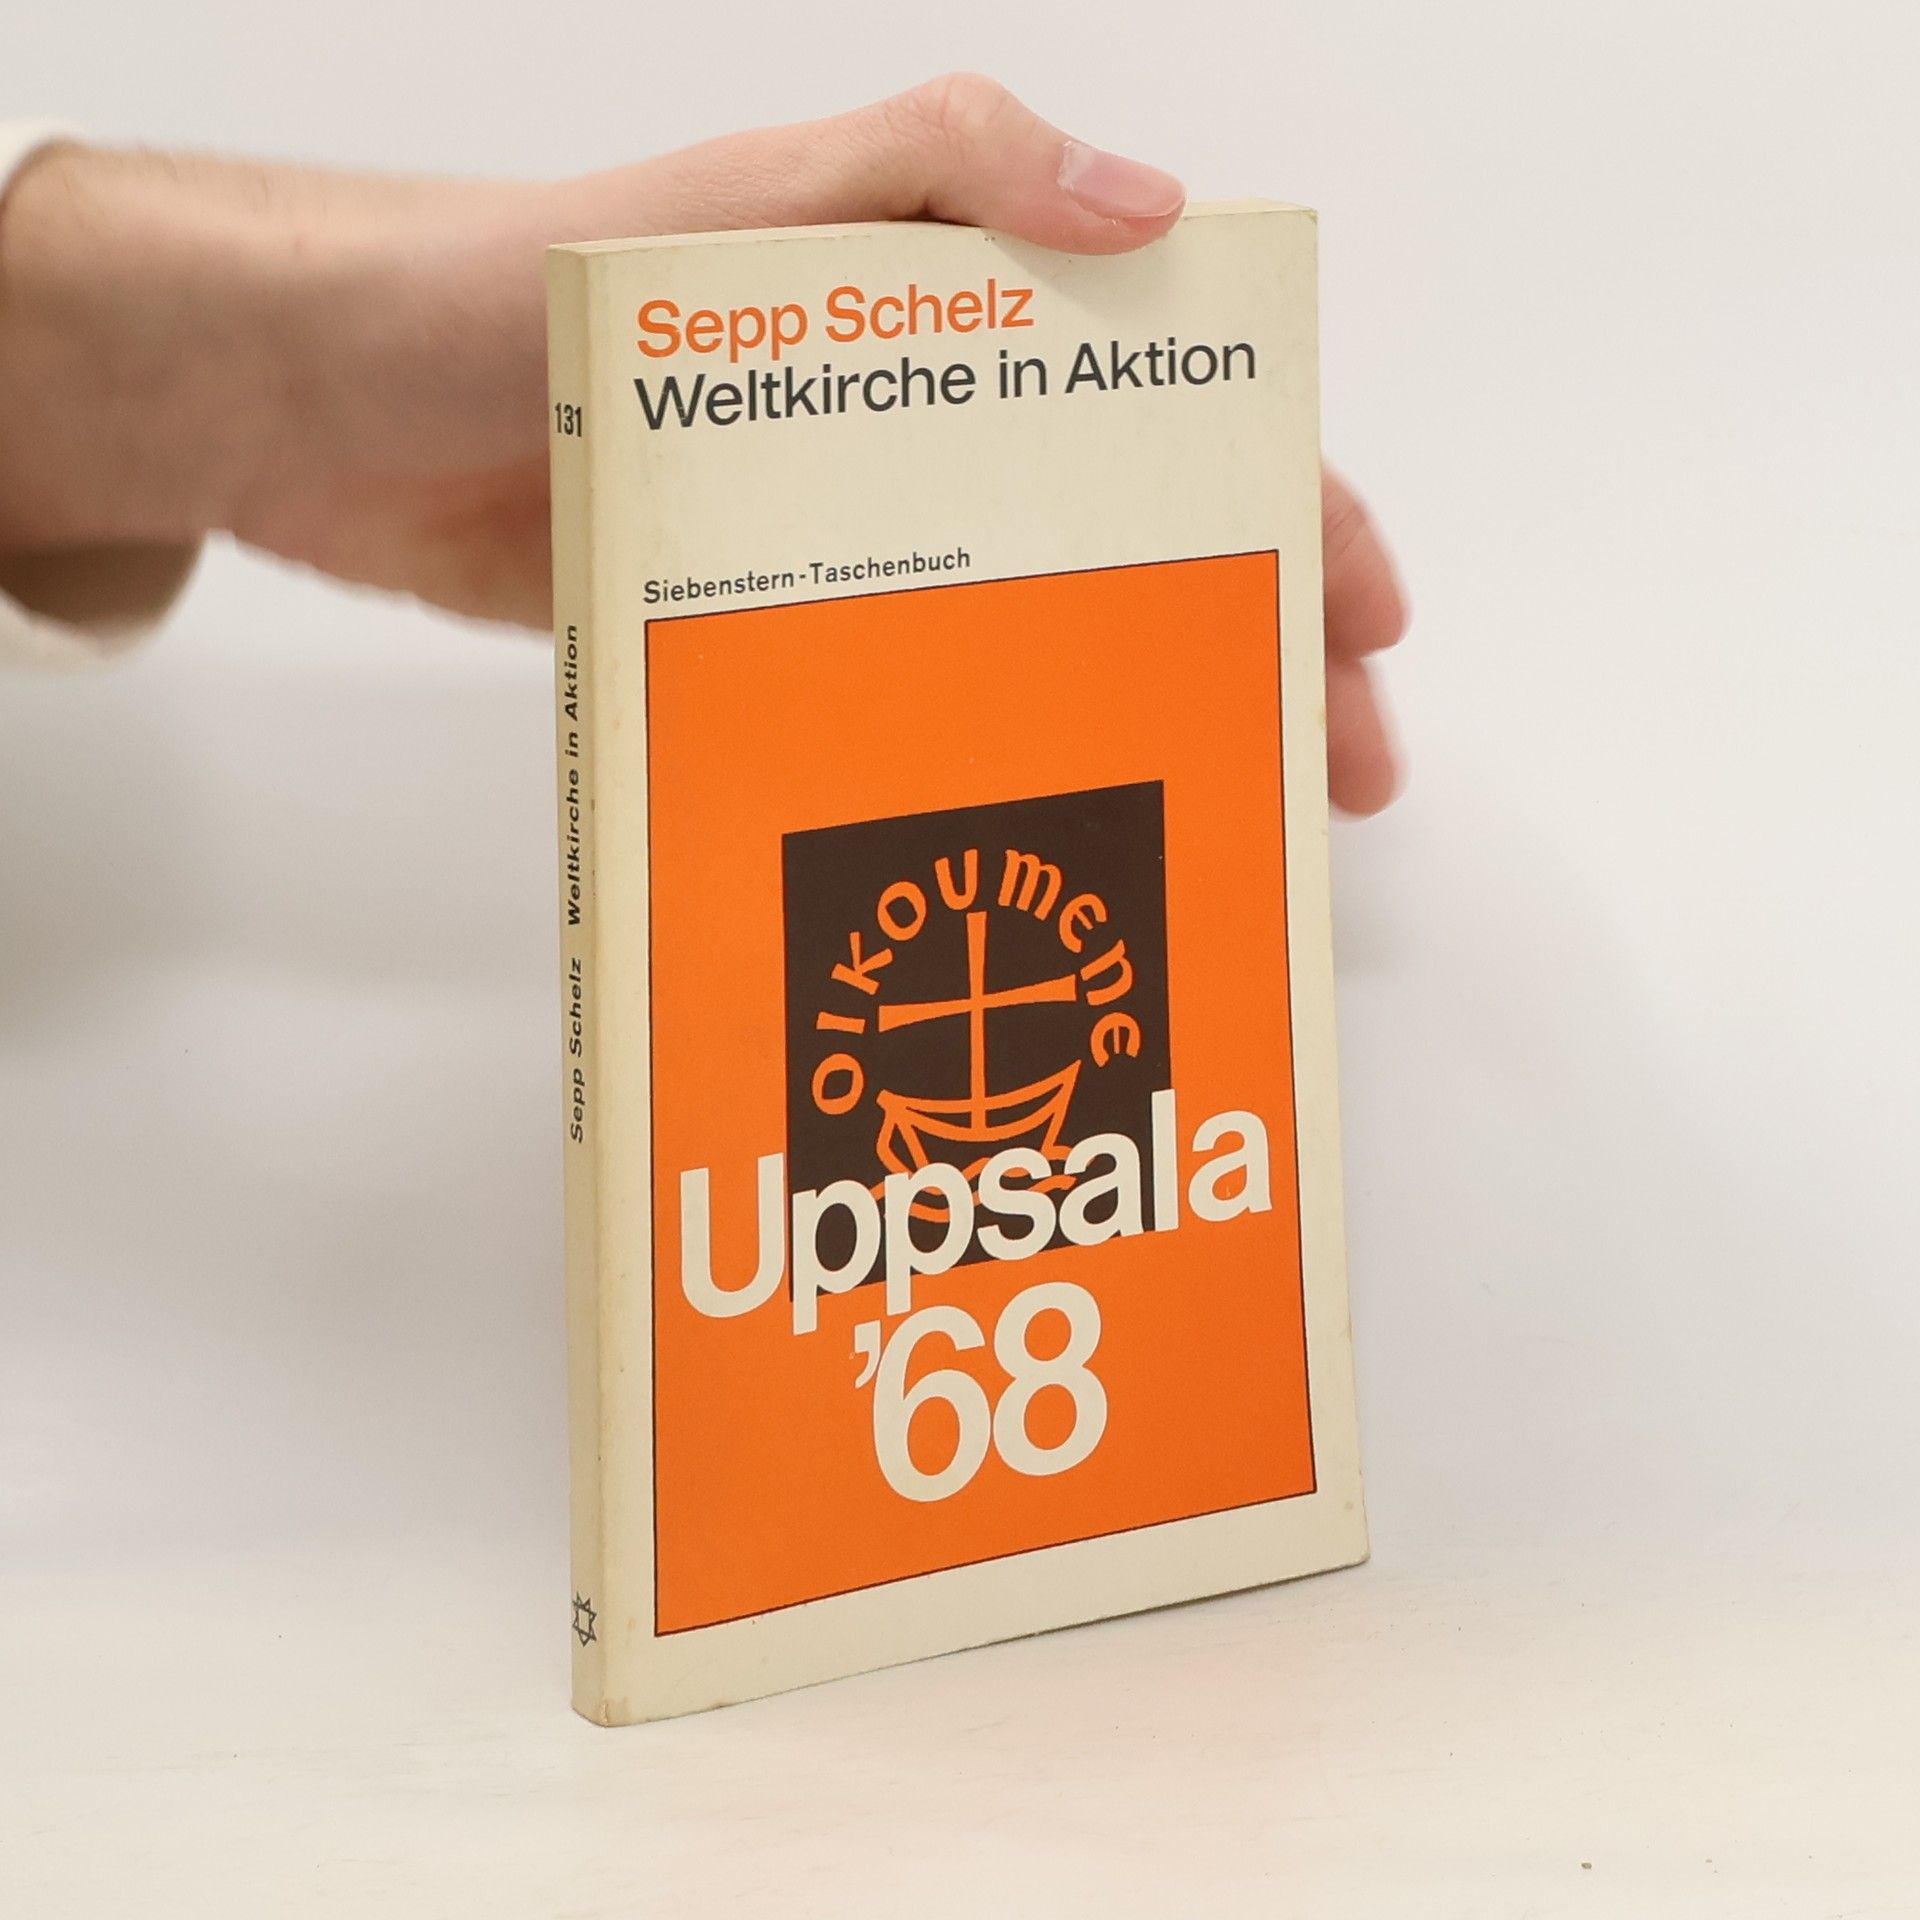 Sepp Schelz
Weltkirche in Aktion
131
Siebenstern-Taschenbuch
OIKOUMENE
Uppsala
'68
Sepp Schelz Weltkirche in Aktion